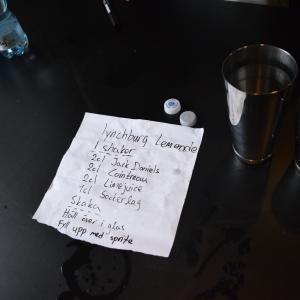 lynchburg Lemonade
I shaker
2cl Jack Daniels
2cl Cointreau
2cl Limejuice
1cl Sockerlag
Skaka
Häll över i glas
Fyll upp med sprite